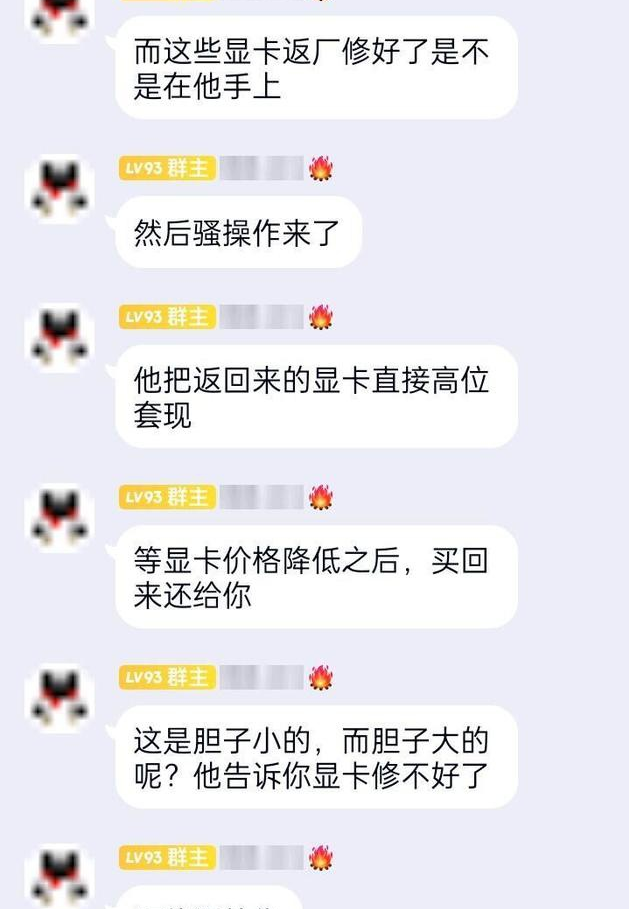 而这些显卡返厂修好了是不
是在他手上
LV93 群主
然后骚操作来了
LV93 群主
他把返回来的显卡直接高位
套现
LV93 群主
等显卡价格降低之后，买回
来还给你
LV93 群主
这是胆子小的，而胆子大的
呢？他告诉你显卡修不好了
LV93 群主